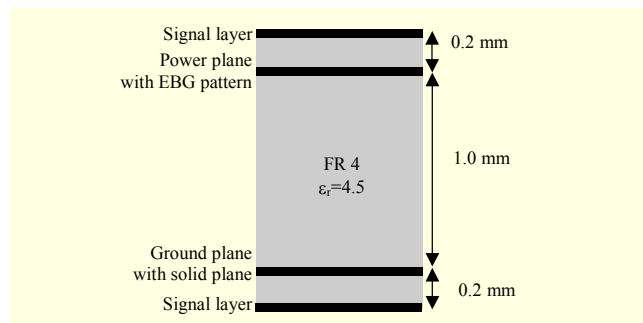 Signal layer
0.2 mm
Power plane
with EBG pattern
1.0 mm
FR 4
εr=4.5
Ground plane
with solid plane
0.2 mm
Signal layer